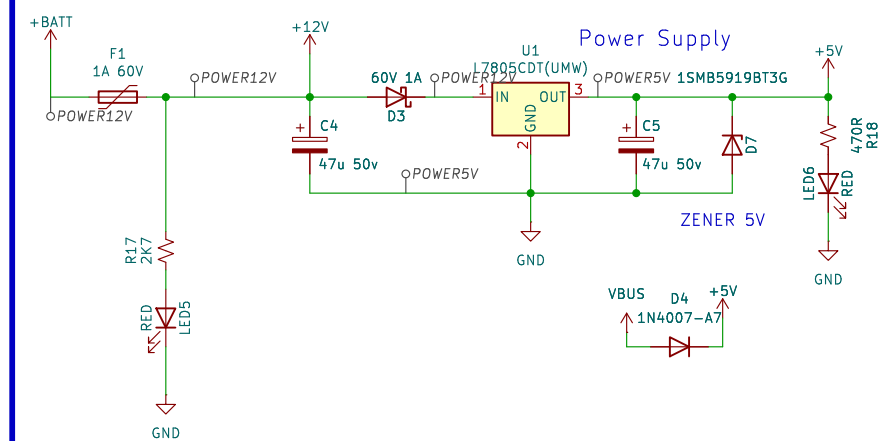 +BATT
F1
1A 60V
POWER12V
POWER12V
+12V
60V 1A
D3
POWER12V
U1
L7805CDT(UMW)
1
IN
OUT
3
GND
2
Power Supply
POWER5V
1SMB5919BT3G
+5V
+
C4
47u 50v
POWER5V
+
C5
47u 50v
D7
470R
R18
LED6
RED
ZENER 5V
GND
GND
R17
2K7
RED
LED5
GND
VBUS
D4
+5V
1N4007-A7